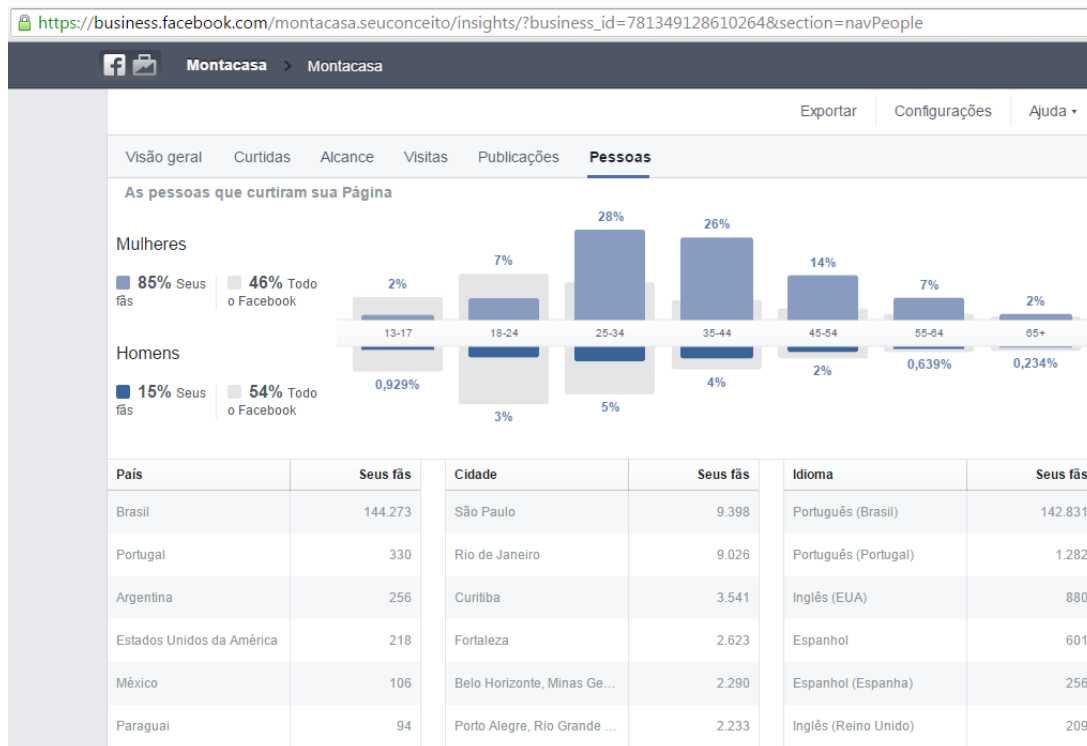 https://business.facebook.com/montacasa.seuconceito/insights/?business_id=781349128610264&section=navPeople
Montacasa > Montacasa
Exportar Configurações Ajuda
Visão geral Curtidas Alcance Visitas Publicações Pessoas
As pessoas que curtiram sua Página
Mulheres
85% Seus fãs
46% Todo o Facebook
Homens
15% Seus fãs
54% Todo o Facebook
2% 7% 28% 26% 14% 7% 2%
13-17 18-24 25-34 35-44 45-54 55-64 65+
0,929% 3% 5% 4% 2% 0,639% 0,234%
País Seus fãs Cidade Seus fãs Idioma Seus fãs
Brasil 144.273 São Paulo 9.398 Português (Brasil) 142.831
Portugal 330 Rio de Janeiro 9.026 Português (Portugal) 1.282
Argentina 256 Curitiba 3.541 Inglês (EUA) 880
Estados Unidos da América 218 Fortaleza 2.623 Espanhol 601
México 106 Belo Horizonte, Minas Ge... 2.290 Espanhol (Espanha) 256
Paraguai 94 Porto Alegre, Rio Grande ... 2.233 Inglês (Reino Unido) 209